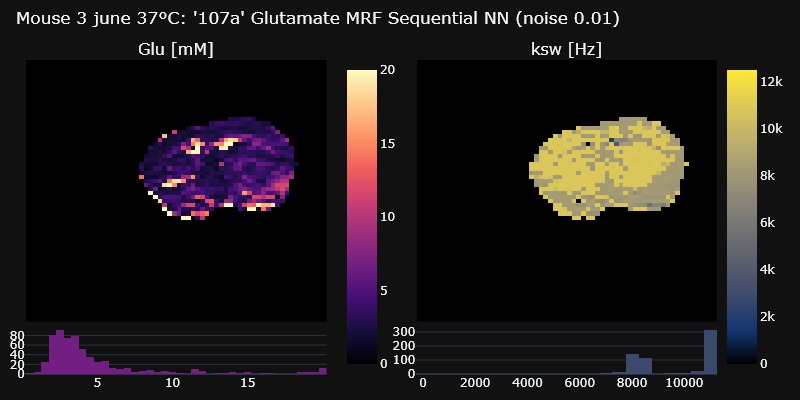 Mouse 3 june 37ºC: '107a' Glutamate MRF Sequential NN (noise 0.01)
Glu [mM]
ksw [Hz]
20
15
10
5
0
12k
10k
8k
6k
4k
2k
0
80
60
40
20
0
5
10
15
300
200
100
0
0
2000
4000
6000
8000
10000